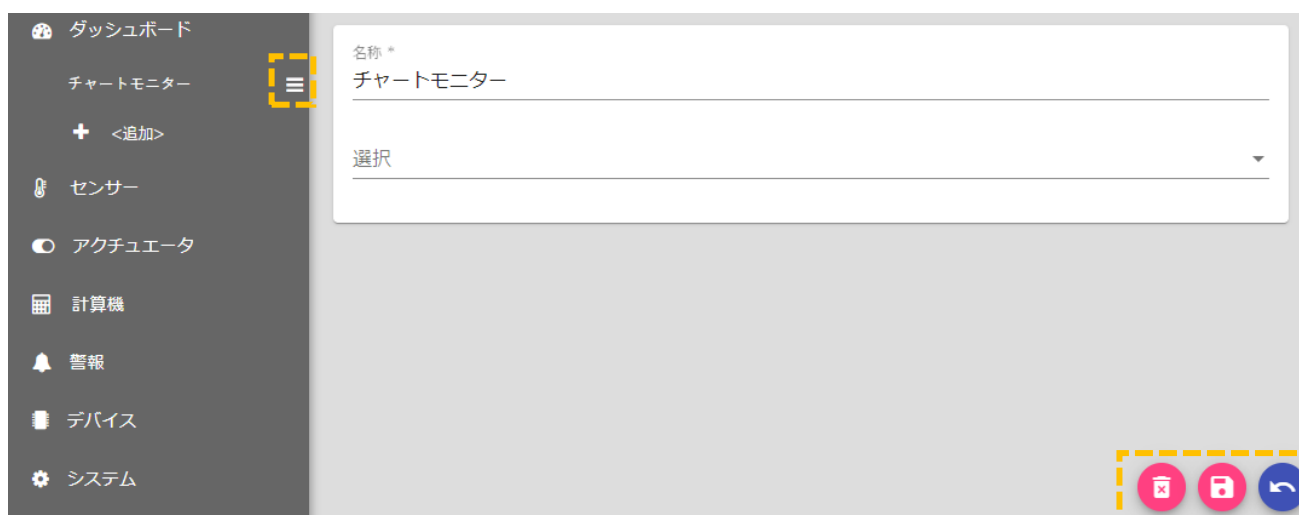 ダッシュボード
チャートモニター
<追加>
センサー
アクチュエータ
計算機
警報
デバイス
システム
名称 *
チャートモニター
選択